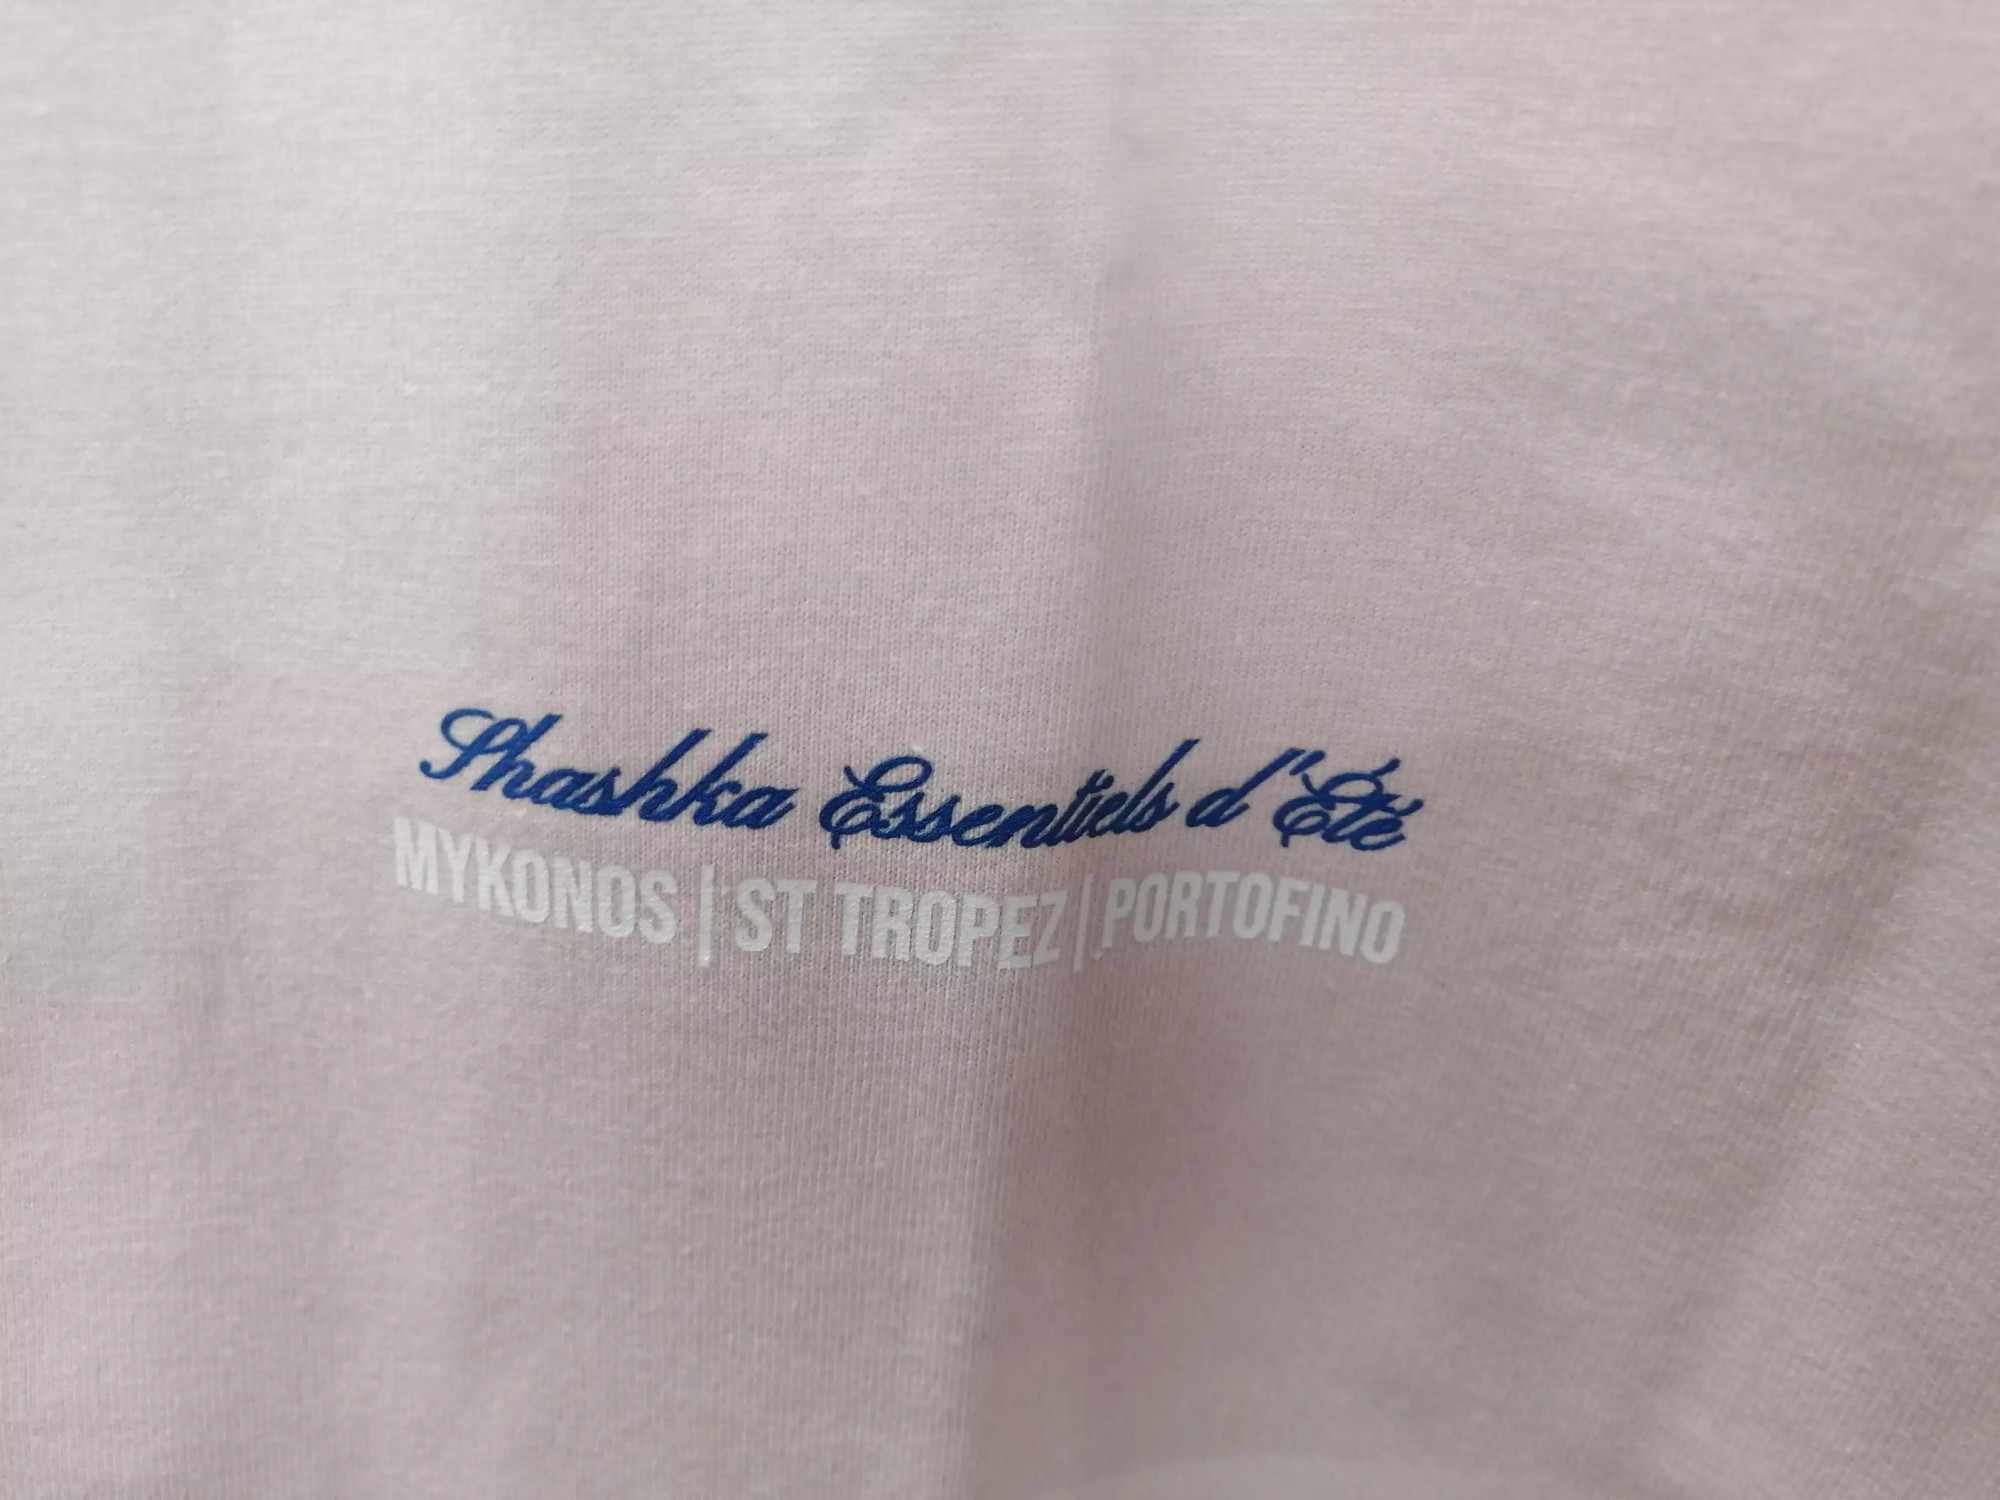 Shashka Essentiels d'Été
MYKONOS | ST TROPEZ | PORTOFINO